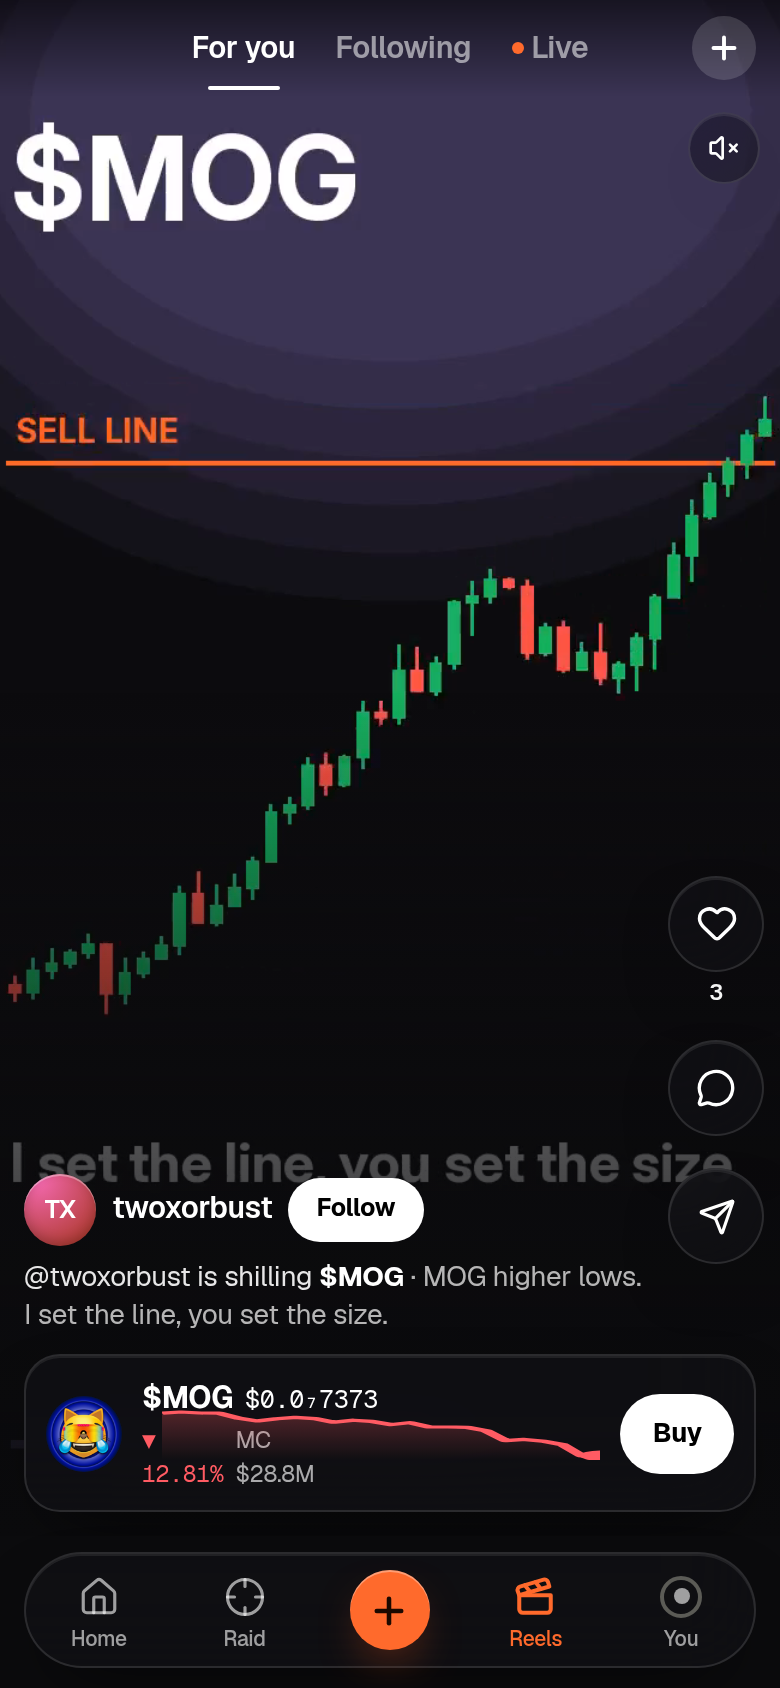 For you
Following
Live
$MOG
SELL LINE
3
I set the line, you set the size
TX
twoxorbust
Follow
@twoxorbust is shilling $MOG · MOG higher lows.
I set the line, you set the size.
$MOG $0.0₇7373
▼ MC
12.81% $28.8M
Buy
Home
Raid
Reels
You